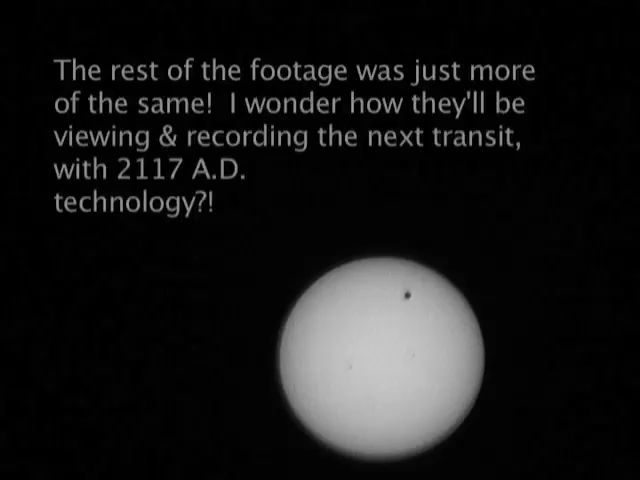 The rest of the footage was just more
of the same!  I wonder how they'll be
viewing & recording the next transit,
with 2117 A.D.
technology?!